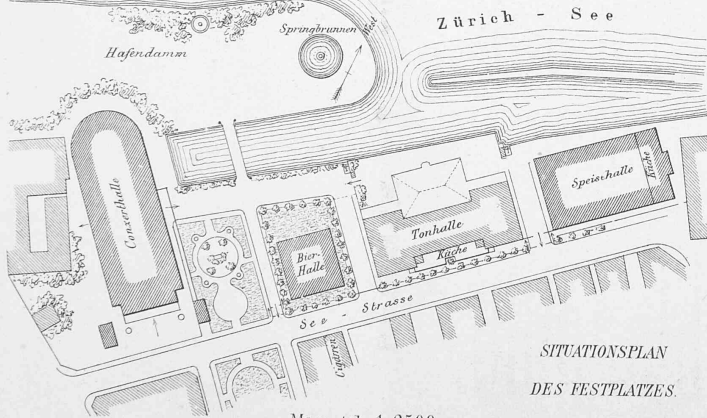 Zürich - See
Springbrunnen
West
Hafendamm
Conzerthalle
Bier-
Halle
Tonhalle
Küche
Speisehalle
Küche
See - Strasse
SITUATIONSPLAN
DES FESTPLATZES.